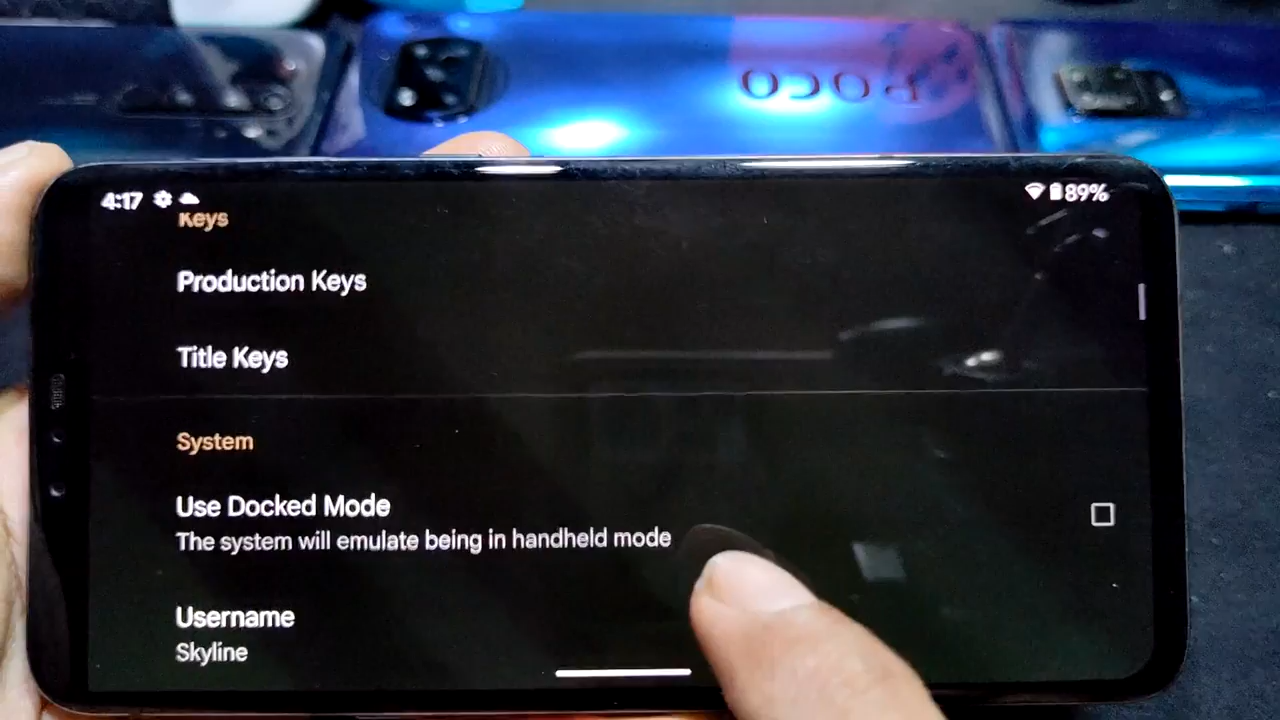 POCO
4:17
89%
Keys
Production Keys
Title Keys
System
Use Docked Mode
The system will emulate being in handheld mode
Username
Skyline